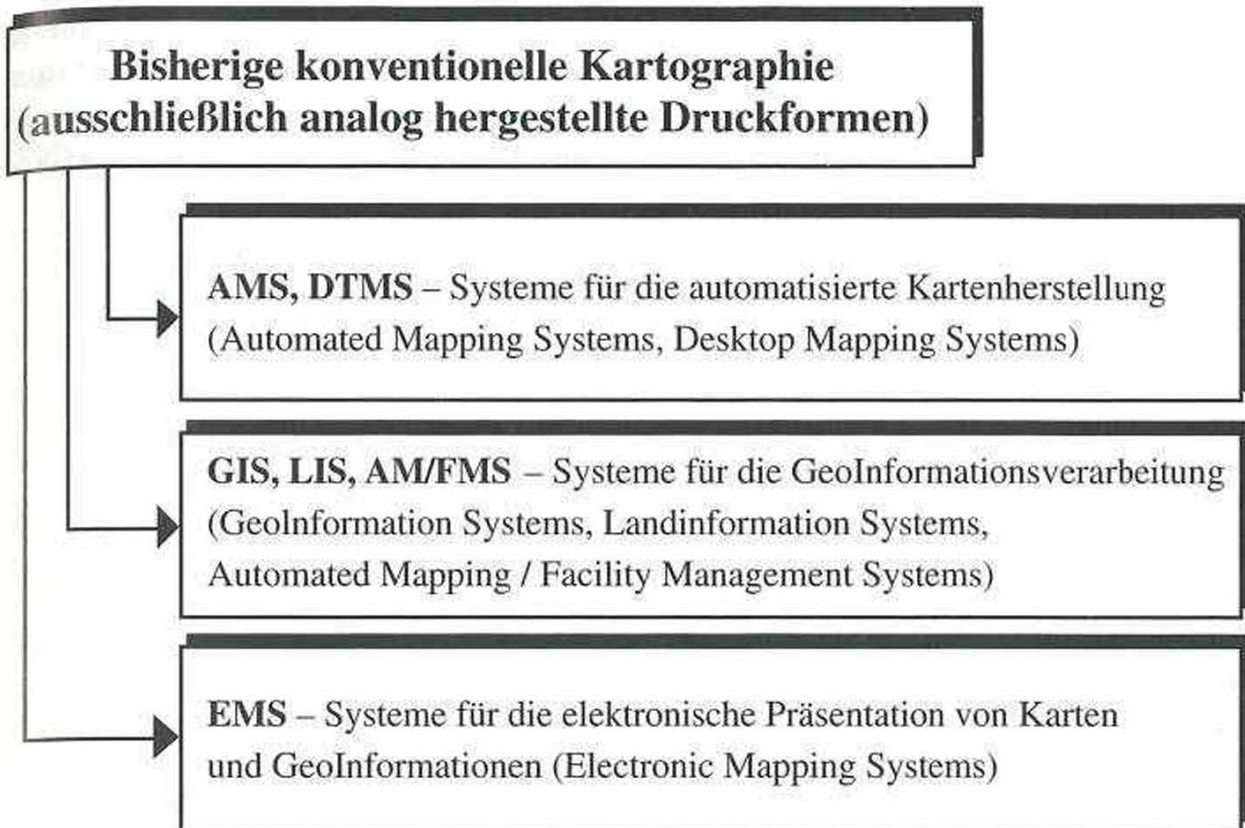 Bisherige konventionelle Kartographie
(ausschließlich analog hergestellte Druckformen)
AMS, DTMS – Systeme für die automatisierte Kartenherstellung
(Automated Mapping Systems, Desktop Mapping Systems)
GIS, LIS, AM/FMS – Systeme für die GeoInformationsverarbeitung
(GeoInformation Systems, Landinformation Systems,
Automated Mapping / Facility Management Systems)
EMS – Systeme für die elektronische Präsentation von Karten
und GeoInformationen (Electronic Mapping Systems)